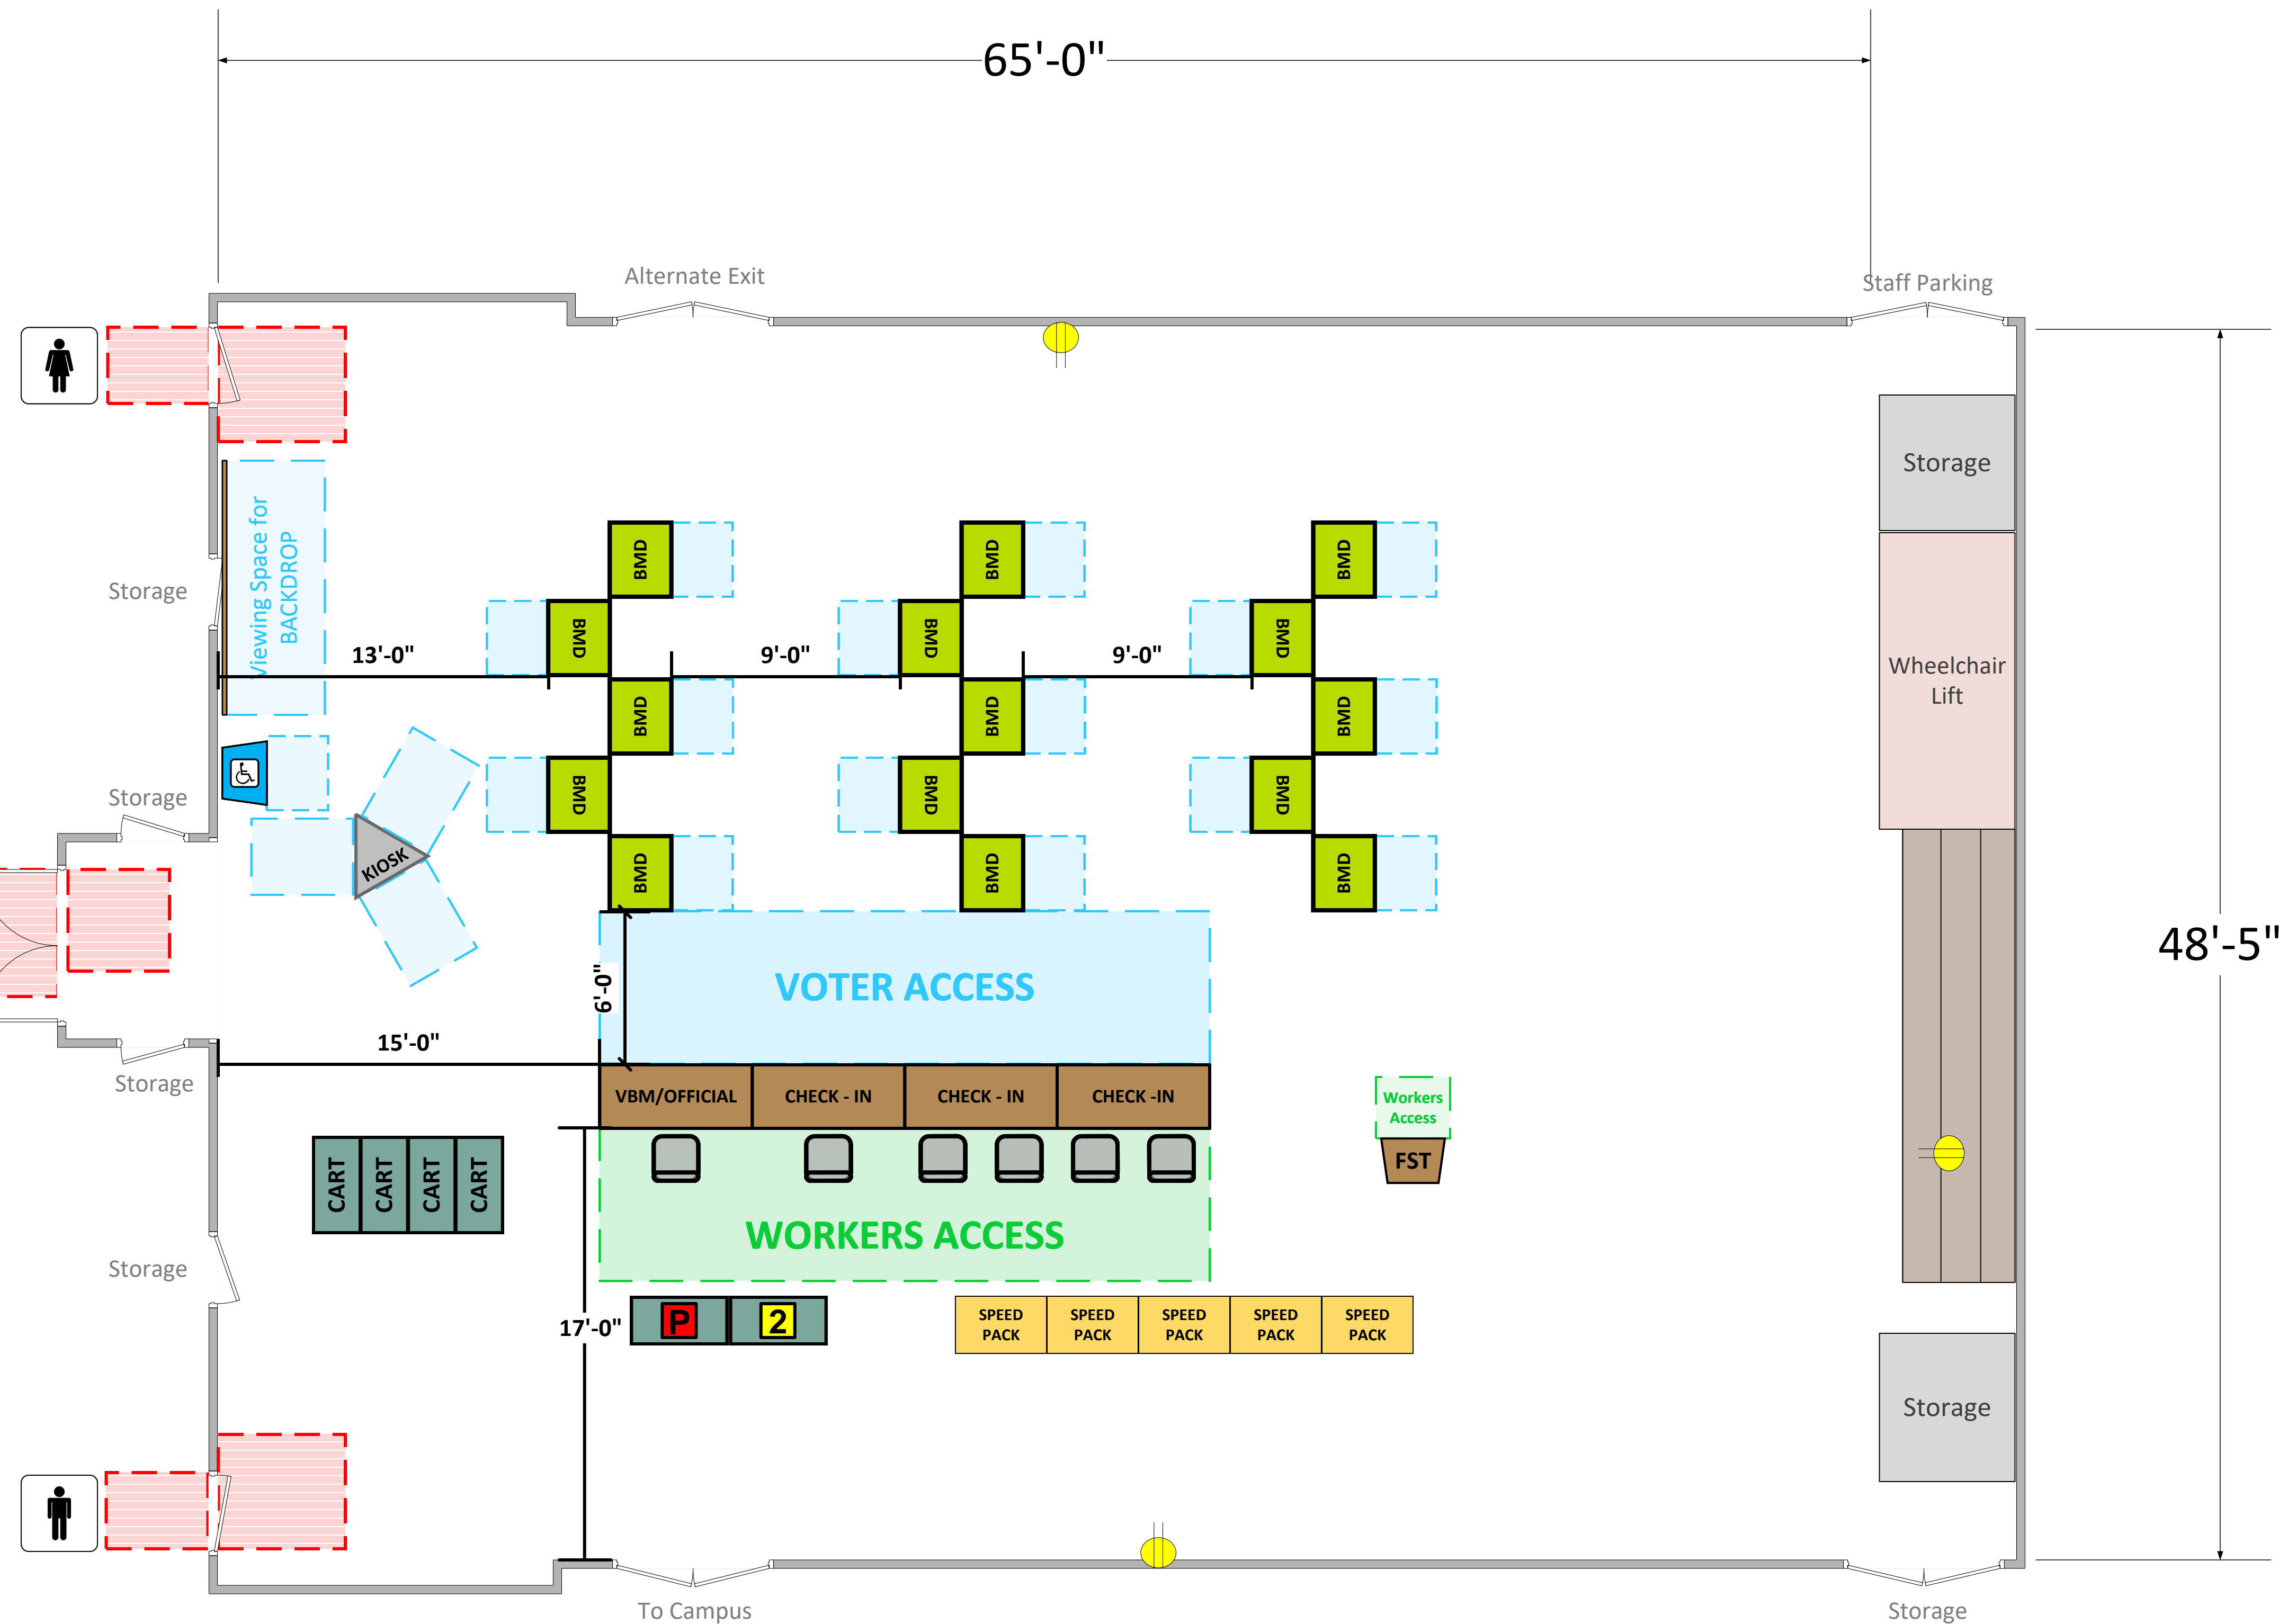 65'-0"
Alternate Exit
Staff Parking
Storage
Viewing Space for
BACKDROP
Storage
BMD
BMD
BMD
BMD
BMD
BMD
13'-0"
9'-0"
9'-0"
Wheelchair
Lift
BMD
BMD
BMD
Storage
BMD
BMD
BMD
KIOSK
BMD
BMD
BMD
48'-5"
VOTER ACCESS
6'-0"
15'-0"
Storage
VBM/OFFICIAL
CHECK - IN
CHECK - IN
CHECK -IN
Workers
Access
FST
CART
CART
CART
CART
WORKERS ACCESS
Storage
17'-0"
P
2
SPEED
PACK
SPEED
PACK
SPEED
PACK
SPEED
PACK
SPEED
PACK
Storage
To Campus
Storage